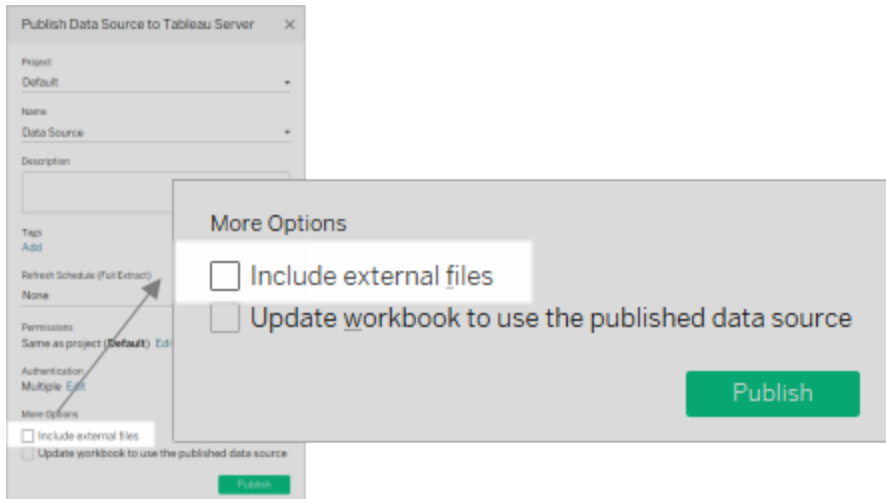 Publish Data Source to Tableau Server
Project
Default
Name
Data Source
Description
Tags
Add
Refresh Schedule (Full Extract)
None
Permissions
Same as project (Default) Edi
Authentication
Multiple Edit
More Options
Include external files
Update workbook to use the published data source
Publish
More Options
Include external files
Update workbook to use the published data source
Publish